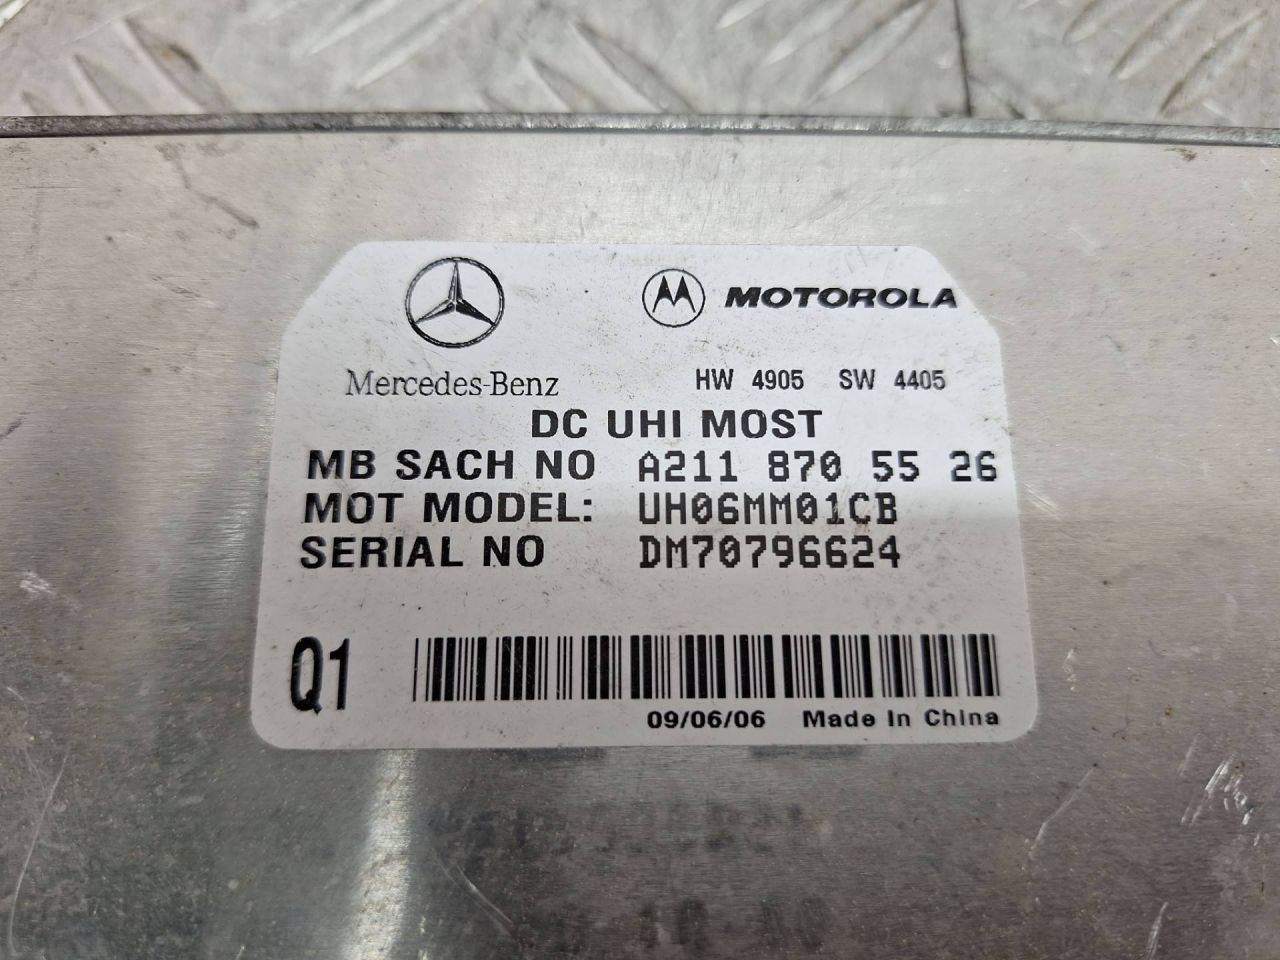 MOTOROLA
Mercedes-Benz
HW 4905 SW 4405
DC UHI MOST
MB SACH NO A211 870 55 26
MOT MODEL: UH06MM01CB
SERIAL NO DM70796624
Q1
09/06/06 Made In China